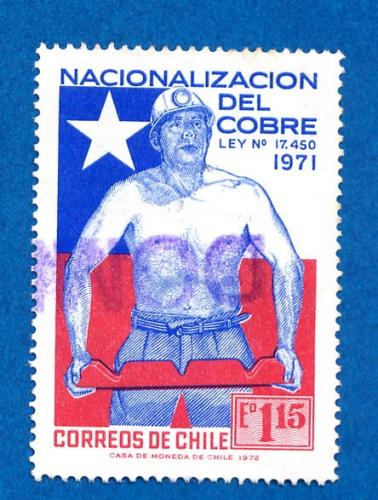 NACIONALIZACION
DEL
COBRE
LEY Nº 17.450
1971
Eº 1.15
CORREOS DE CHILE
CASA DE MONEDA DE CHILE 1972